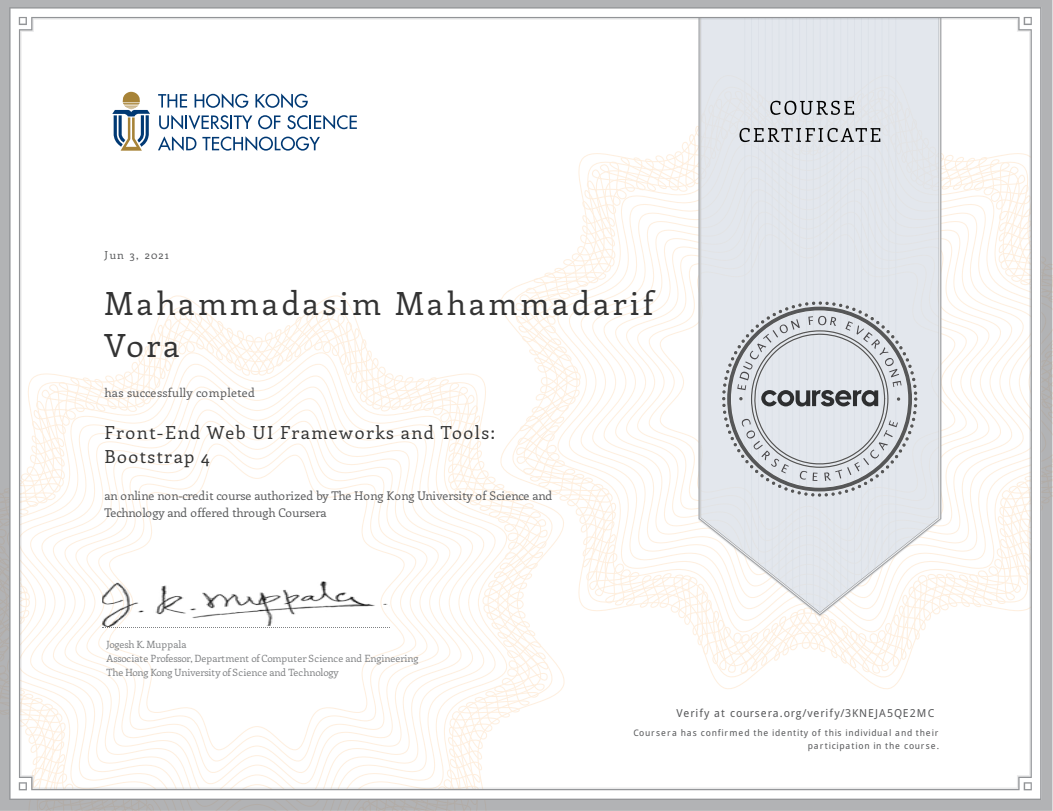 THE HONG KONG
UNIVERSITY OF SCIENCE
AND TECHNOLOGY
COURSE
CERTIFICATE
Jun 3, 2021
Mahammadasim Mahammadarif
Vora
has successfully completed
Front-End Web UI Frameworks and Tools:
Bootstrap 4
an online non-credit course authorized by The Hong Kong University of Science and
Technology and offered through Coursera
EDUCATION FOR EVERYONE
coursera
COURSE CERTIFICATE
J. K. Muppala
Jogesh K. Muppala
Associate Professor, Department of Computer Science and Engineering
The Hong Kong University of Science and Technology
Verify at coursera.org/verify/3KNEJA5QE2MC
Coursera has confirmed the identity of this individual and their
participation in the course.